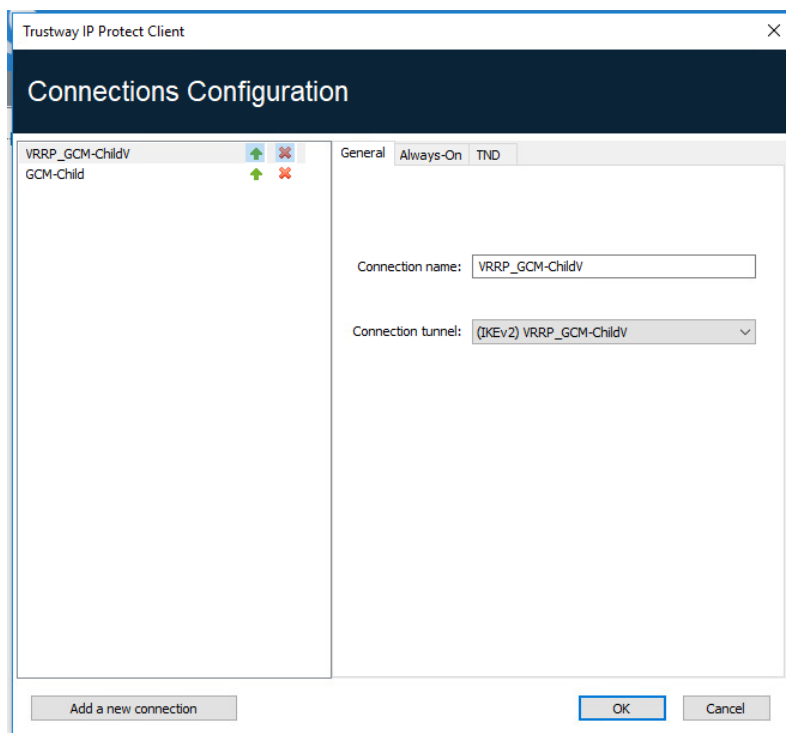 Trustway IP Protect Client
Connections Configuration
VRRP_GCM-ChildV
GCM-Child
General Always-On TND
Connection name: VRRP_GCM-ChildV
Connection tunnel: (IKEv2) VRRP_GCM-ChildV
Add a new connection OK Cancel